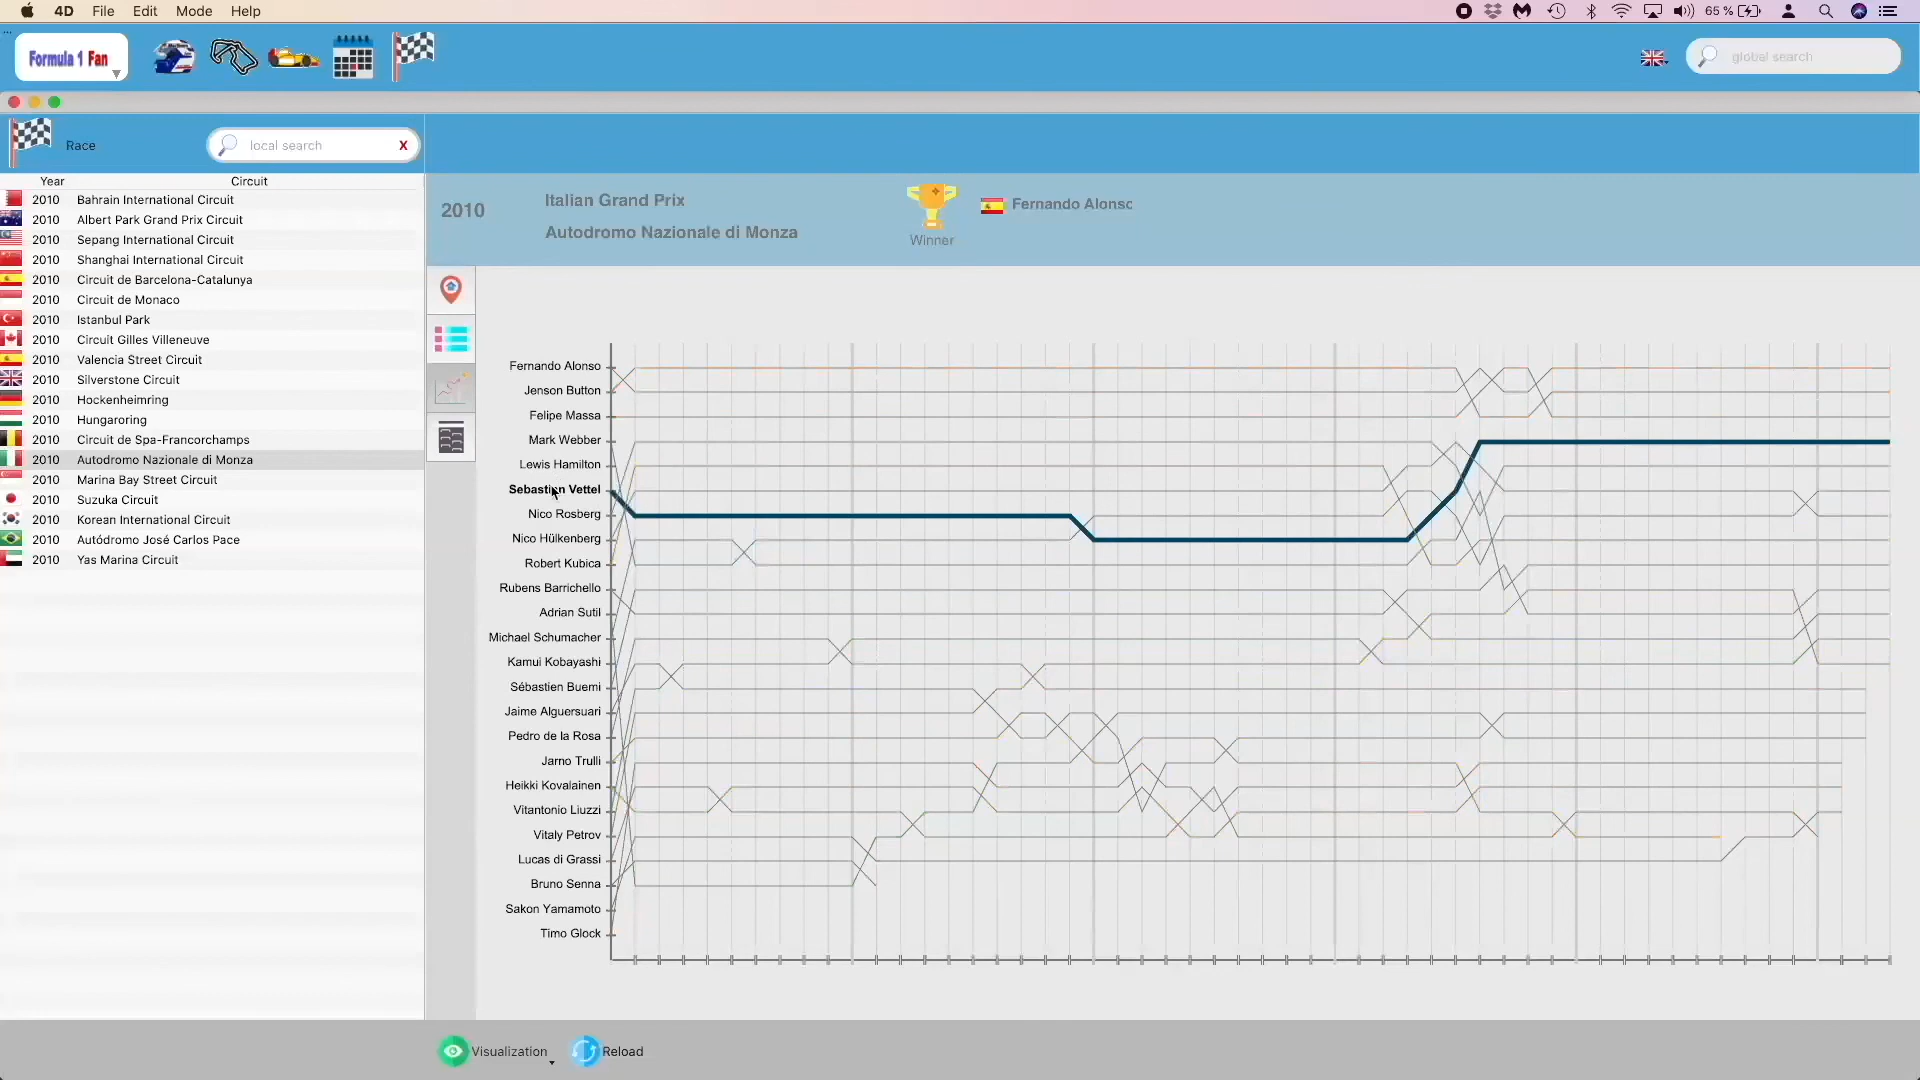 4D File Edit Mode Help 65 %
Formula 1 Fan
global search
Race
local search
X
Year Circuit
2010 Bahrain International Circuit
2010 Albert Park Grand Prix Circuit
2010 Sepang International Circuit
2010 Shanghai International Circuit
2010 Circuit de Barcelona-Catalunya
2010 Circuit de Monaco
2010 Istanbul Park
2010 Circuit Gilles Villeneuve
2010 Valencia Street Circuit
2010 Silverstone Circuit
2010 Hockenheimring
2010 Hungaroring
2010 Circuit de Spa-Francorchamps
2010 Autodromo Nazionale di Monza
2010 Marina Bay Street Circuit
2010 Suzuka Circuit
2010 Korean International Circuit
2010 Autódromo José Carlos Pace
2010 Yas Marina Circuit
2010
Italian Grand Prix
Autodromo Nazionale di Monza
Winner
Fernando Alonso
Fernando Alonso
Jenson Button
Felipe Massa
Mark Webber
Lewis Hamilton
Sebastian Vettel
Nico Rosberg
Nico Hülkenberg
Robert Kubica
Rubens Barrichello
Adrian Sutil
Michael Schumacher
Kamui Kobayashi
Sébastien Buemi
Jaime Alguersuari
Pedro de la Rosa
Jarno Trulli
Heikki Kovalainen
Vitantonio Liuzzi
Vitaly Petrov
Lucas di Grassi
Bruno Senna
Sakon Yamamoto
Timo Glock
Visualization
Reload